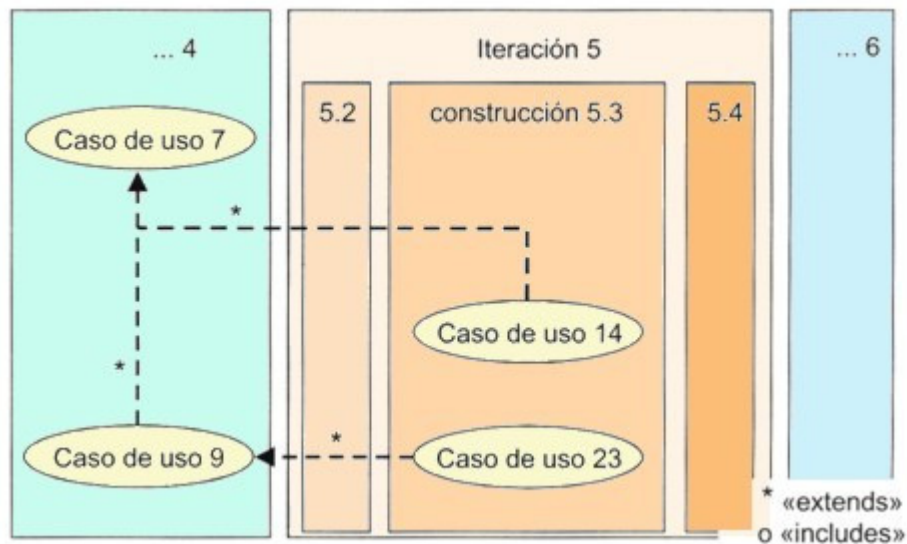 ... 4
Iteración 5
... 6
5.2
construcción 5.3
5.4
Caso de uso 7
*
Caso de uso 14
*
Caso de uso 9
*
Caso de uso 23
* «extends»
o «includes»